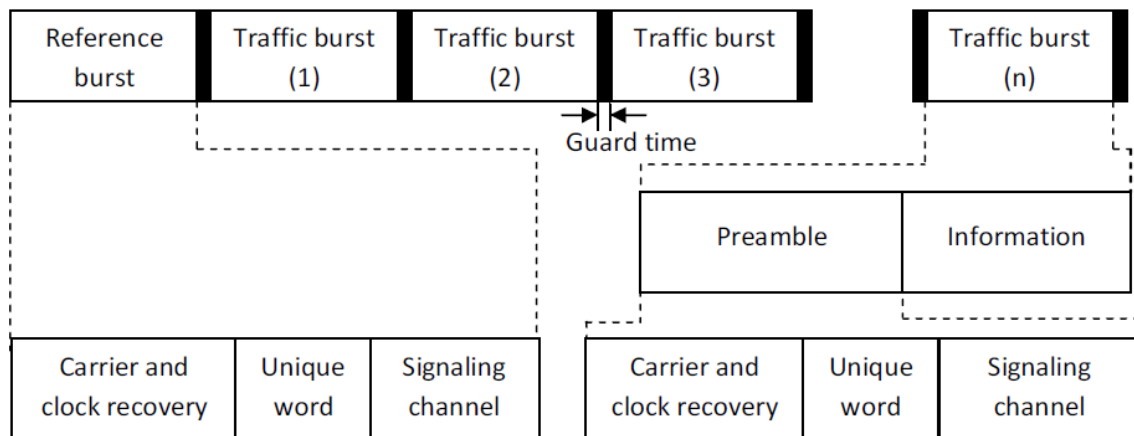 Reference
burst
Traffic burst
(1)
Traffic burst
(2)
Traffic burst
(3)
Traffic burst
(n)
Guard time
Preamble
Information
Carrier and
clock recovery
Unique
word
Signaling
channel
Carrier and
clock recovery
Unique
word
Signaling
channel